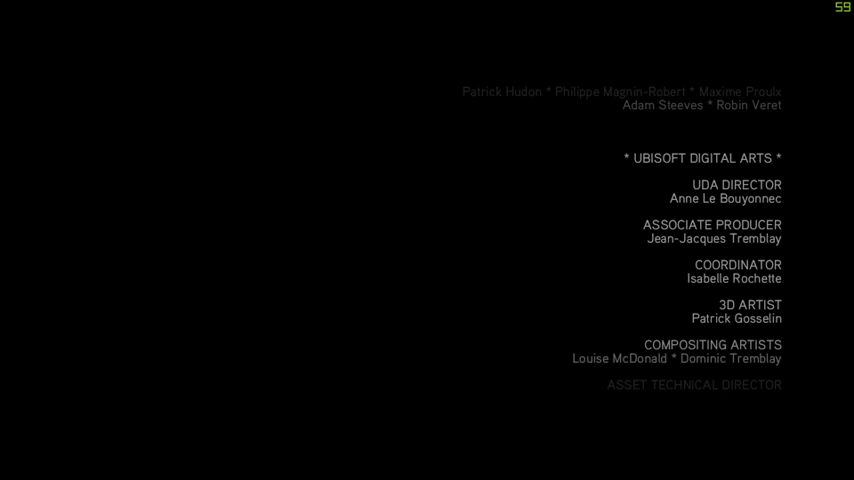 59
Patrick Hudon * Philippe Magnin-Robert * Maxime Proulx
Adam Steeves * Robin Veret
* UBISOFT DIGITAL ARTS *
UDA DIRECTOR
Anne Le Bouyonnec
ASSOCIATE PRODUCER
Jean-Jacques Tremblay
COORDINATOR
Isabelle Rochette
3D ARTIST
Patrick Gosselin
COMPOSITING ARTISTS
Louise McDonald * Dominic Tremblay
ASSET TECHNICAL DIRECTOR